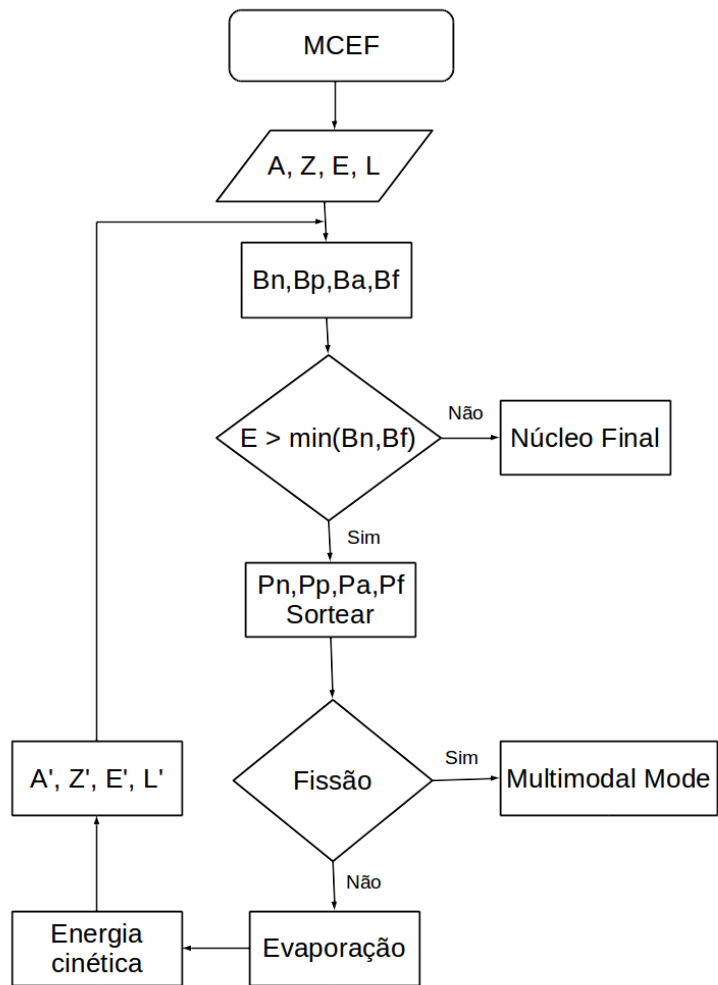 MCEF
A, Z, E, L
Bn,Bp,Ba,Bf
E > min(Bn,Bf)
Não
Núcleo Final
Sim
Pn,Pp,Pa,Pf
Sortear
Fissão
Sim
Multimodal Mode
Não
Evaporação
Energia
cinética
A', Z', E', L'